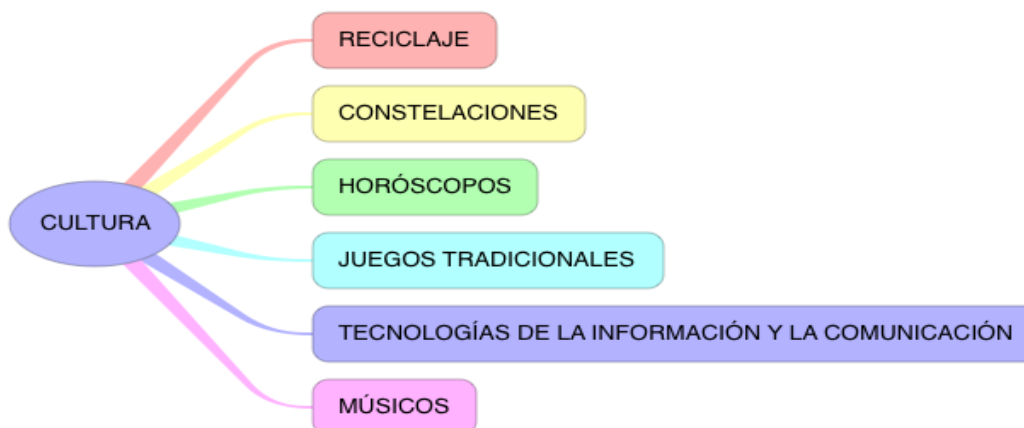 RECICLAJE
CONSTELACIONES
HORÓSCOPOS
CULTURA
JUEGOS TRADICIONALES
TECNOLOGÍAS DE LA INFORMACIÓN Y LA COMUNICACIÓN
MÚSICOS